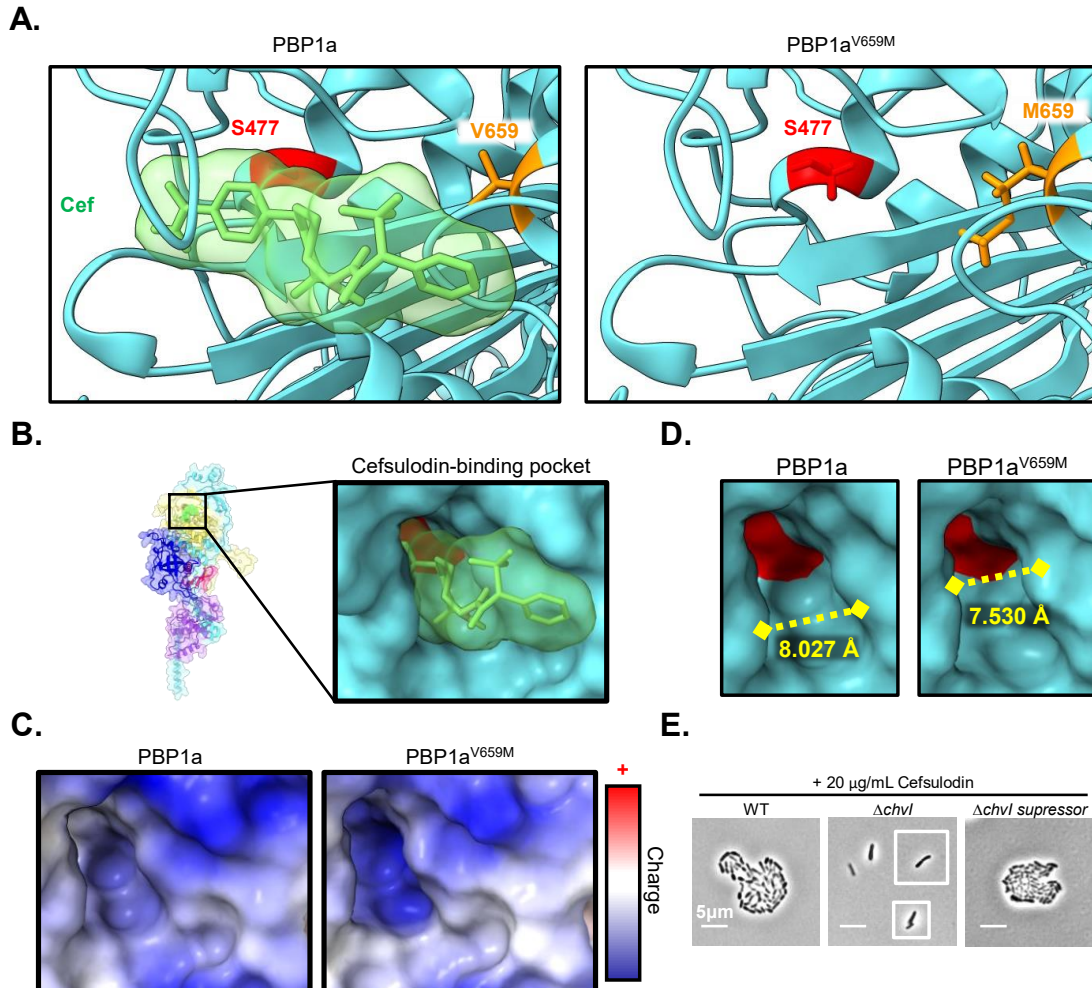 A.
PBP1a
PBP1aV659M
S477
V659
Cef
S477
M659
B.
Cefsulodin-binding pocket
D.
PBP1a
PBP1aV659M
8.027 Å
7.530 Å
C.
PBP1a
PBP1aV659M
+
Charge
E.
+ 20 μg/mL Cefsulodin
WT
ΔchvI
ΔchvI supressor
5μm